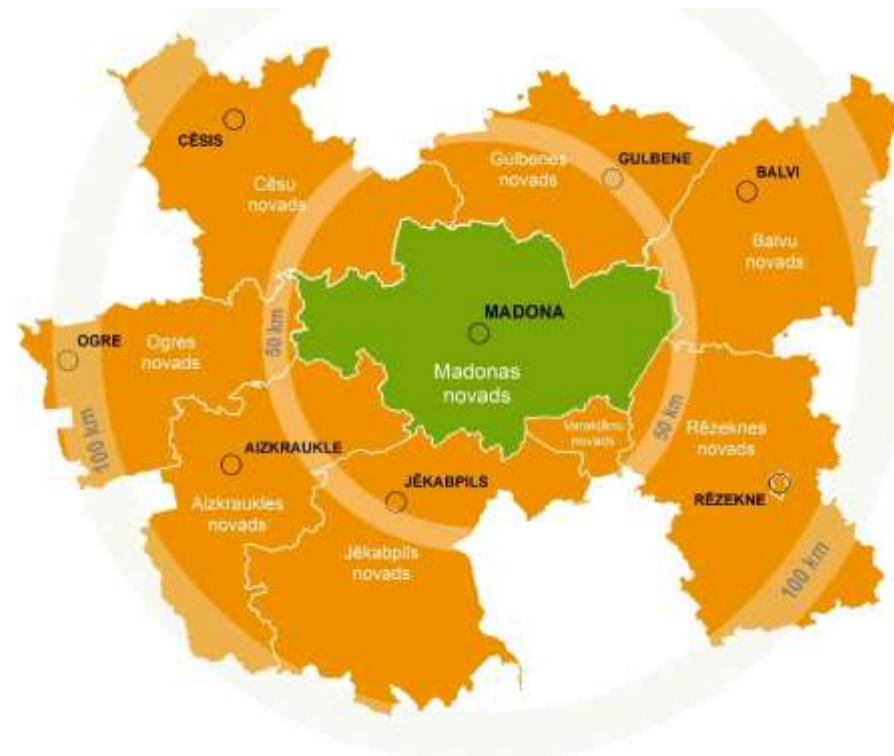 CĒSIS
Cēsu
novads
Gulbenes
novads
GULBENE
BALVI
Balvu
novads
OGRE
Ogres
novads
50 km
MADONA
Madonas
novads
Varakļānu
novads
50 km
Rēzeknes
novads
RĒZEKNE
100 km
AIZKRAUKLE
Aizkraukles
novads
JĒKABPILS
Jēkabpils
novads
100 km